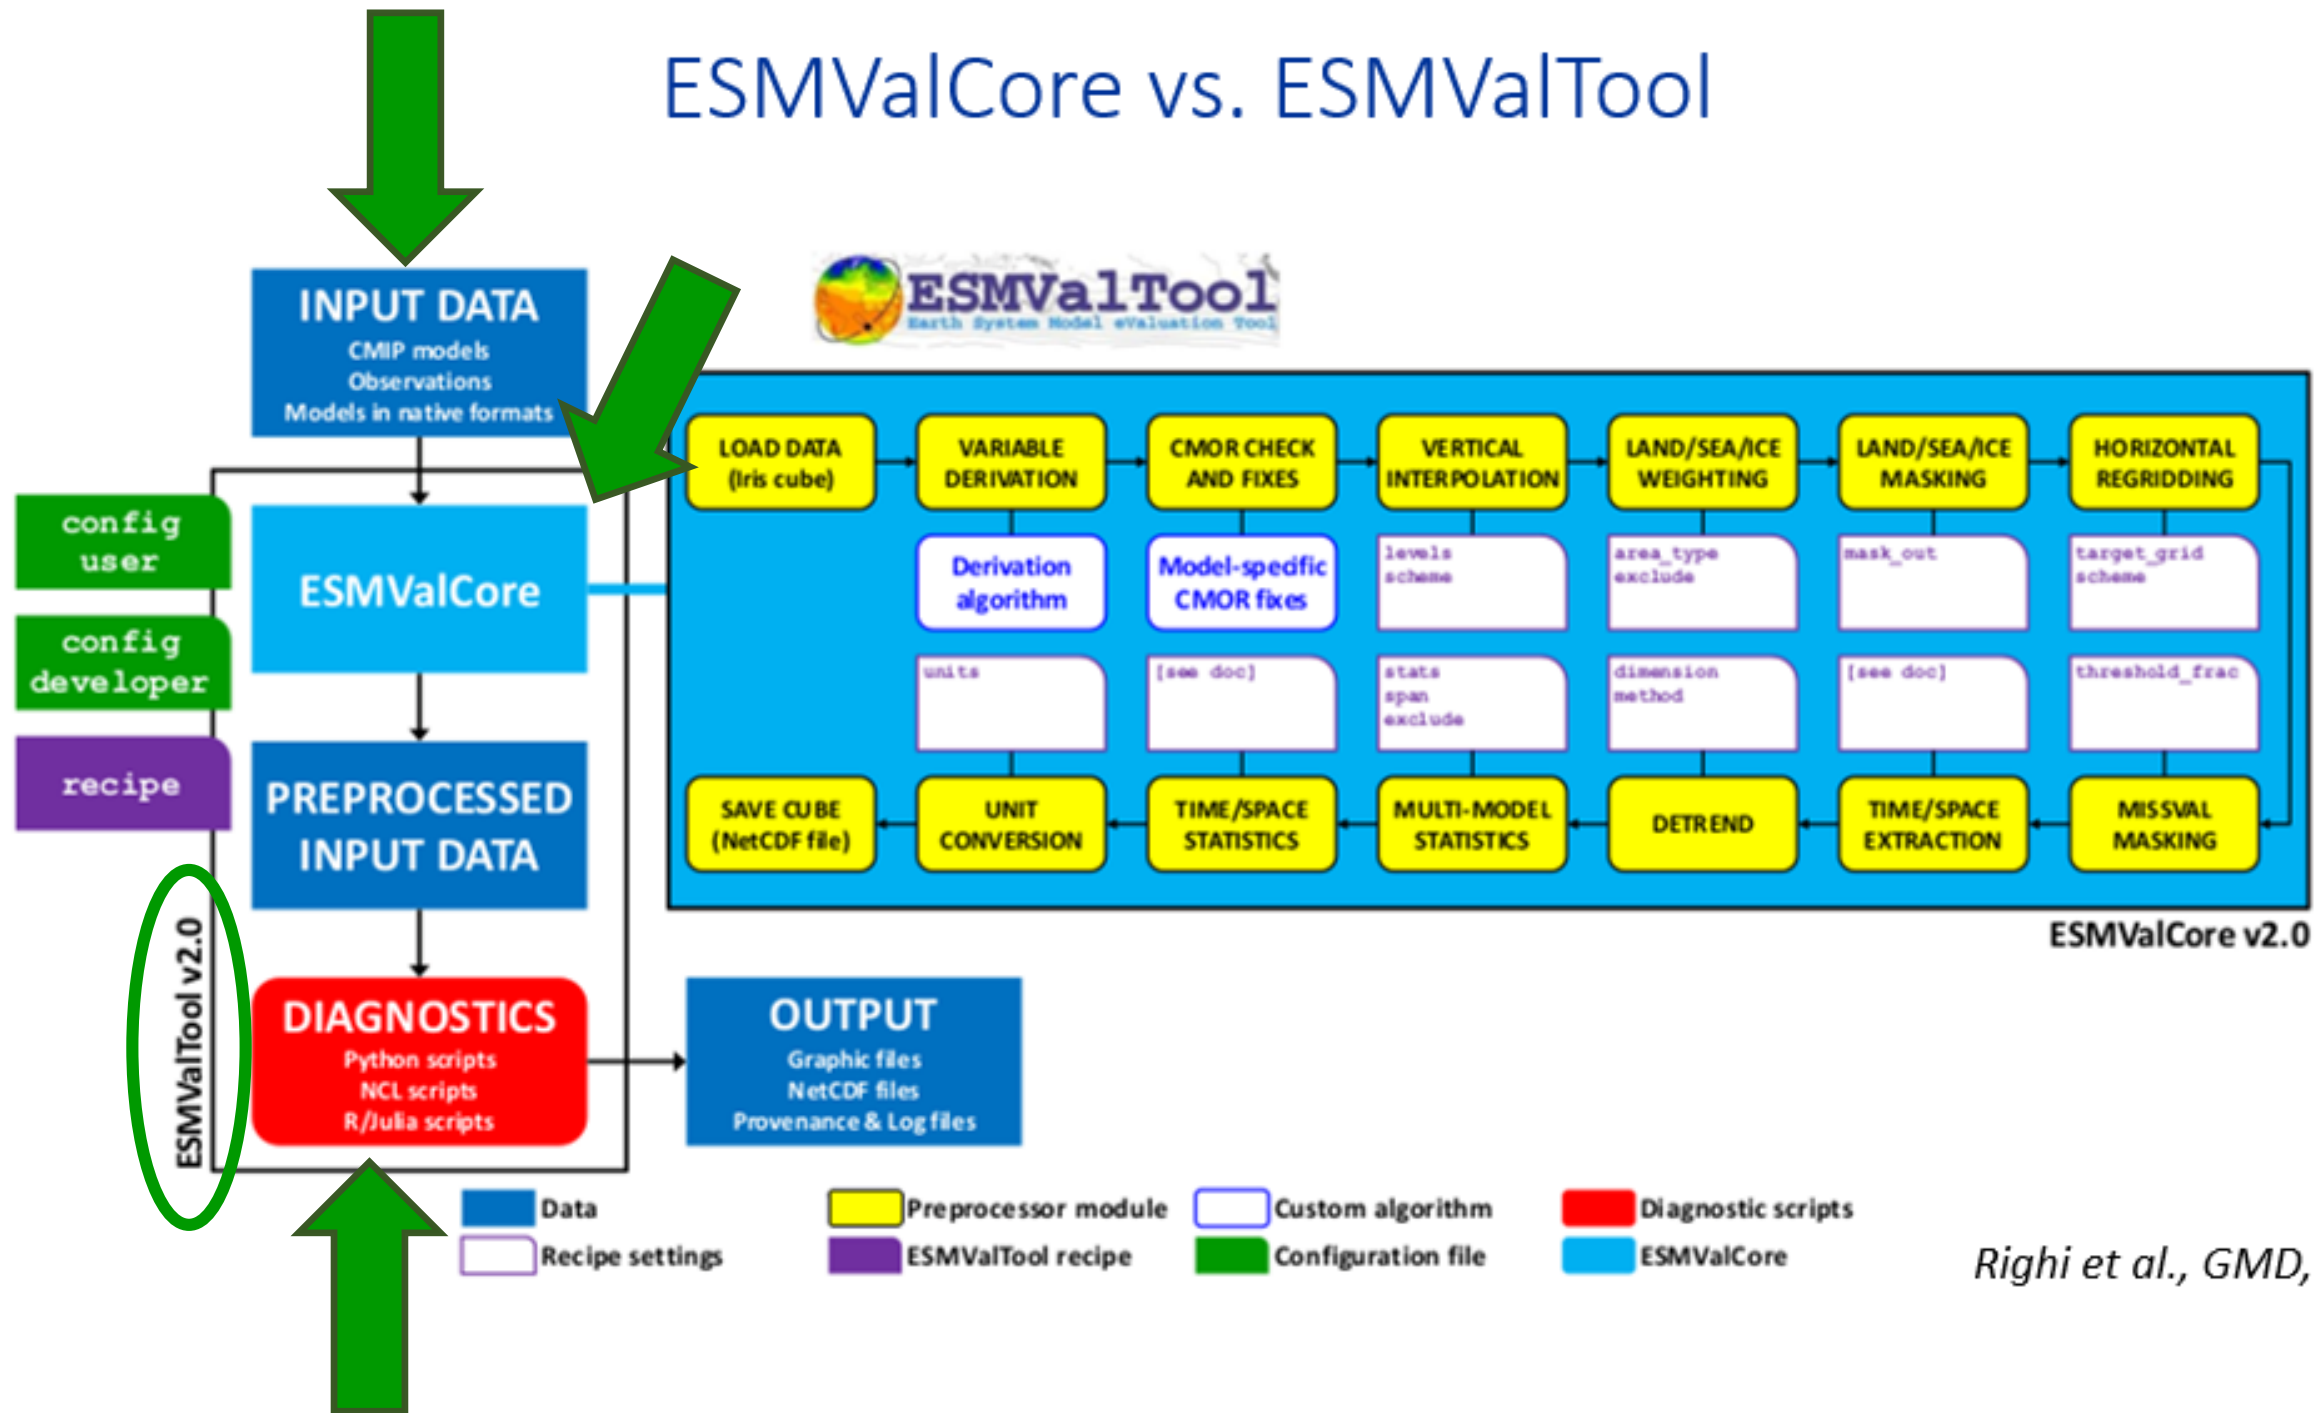 ESMValCore vs. ESMValTool
INPUT DATA
CMIP models
Observations
Models in native formats
ESMValTool
Earth System Model eValuation Tool
config
user
config
developer
recipe
ESMValCore
PREPROCESSED
INPUT DATA
ESMValTool v2.0
DIAGNOSTICS
Python scripts
NCL scripts
R/Julia scripts
OUTPUT
Graphic files
NetCDF files
Provenance & Log files
LOAD DATA
(Iris cube)
VARIABLE
DERIVATION
CMOR CHECK
AND FIXES
VERTICAL
INTERPOLATION
LAND/SEA/ICE
WEIGHTING
LAND/SEA/ICE
MASKING
HORIZONTAL
REGRIDDING
Derivation
algorithm
Model-specific
CMOR fixes
levels
scheme
area_type
exclude
mask_out
target_grid
scheme
units
[see doc]
stats
span
exclude
dimension
method
[see doc]
threshold_frac
SAVE CUBE
(NetCDF file)
UNIT
CONVERSION
TIME/SPACE
STATISTICS
MULTI-MODEL
STATISTICS
DETREND
TIME/SPACE
EXTRACTION
MISSVAL
MASKING
ESMValCore v2.0
Data
Preprocessor module
Custom algorithm
Diagnostic scripts
Recipe settings
ESMValTool recipe
Configuration file
ESMValCore
Righi et al., GMD,